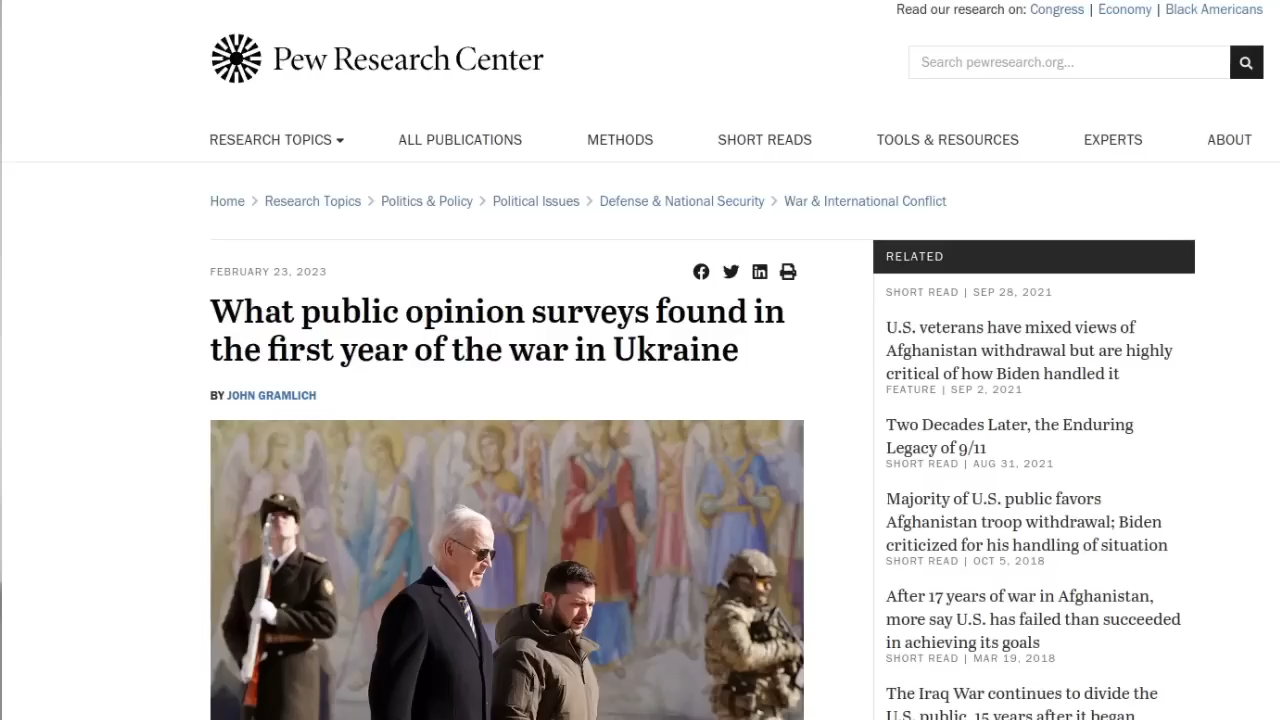 Read our research on: Congress | Economy | Black Americans
Pew Research Center
Search pewresearch.org...
RESEARCH TOPICS ALL PUBLICATIONS METHODS SHORT READS TOOLS & RESOURCES EXPERTS ABOUT
Home > Research Topics > Politics & Policy > Political Issues > Defense & National Security > War & International Conflict
FEBRUARY 23, 2023
What public opinion surveys found in
the first year of the war in Ukraine
BY JOHN GRAMLICH
RELATED
SHORT READ | SEP 28, 2021
U.S. veterans have mixed views of
Afghanistan withdrawal but are highly
critical of how Biden handled it
FEATURE | SEP 2, 2021
Two Decades Later, the Enduring
Legacy of 9/11
SHORT READ | AUG 31, 2021
Majority of U.S. public favors
Afghanistan troop withdrawal; Biden
criticized for his handling of situation
SHORT READ | OCT 5, 2018
After 17 years of war in Afghanistan,
more say U.S. has failed than succeeded
in achieving its goals
SHORT READ | MAR 19, 2018
The Iraq War continues to divide the
U.S. public, 15 years after it began